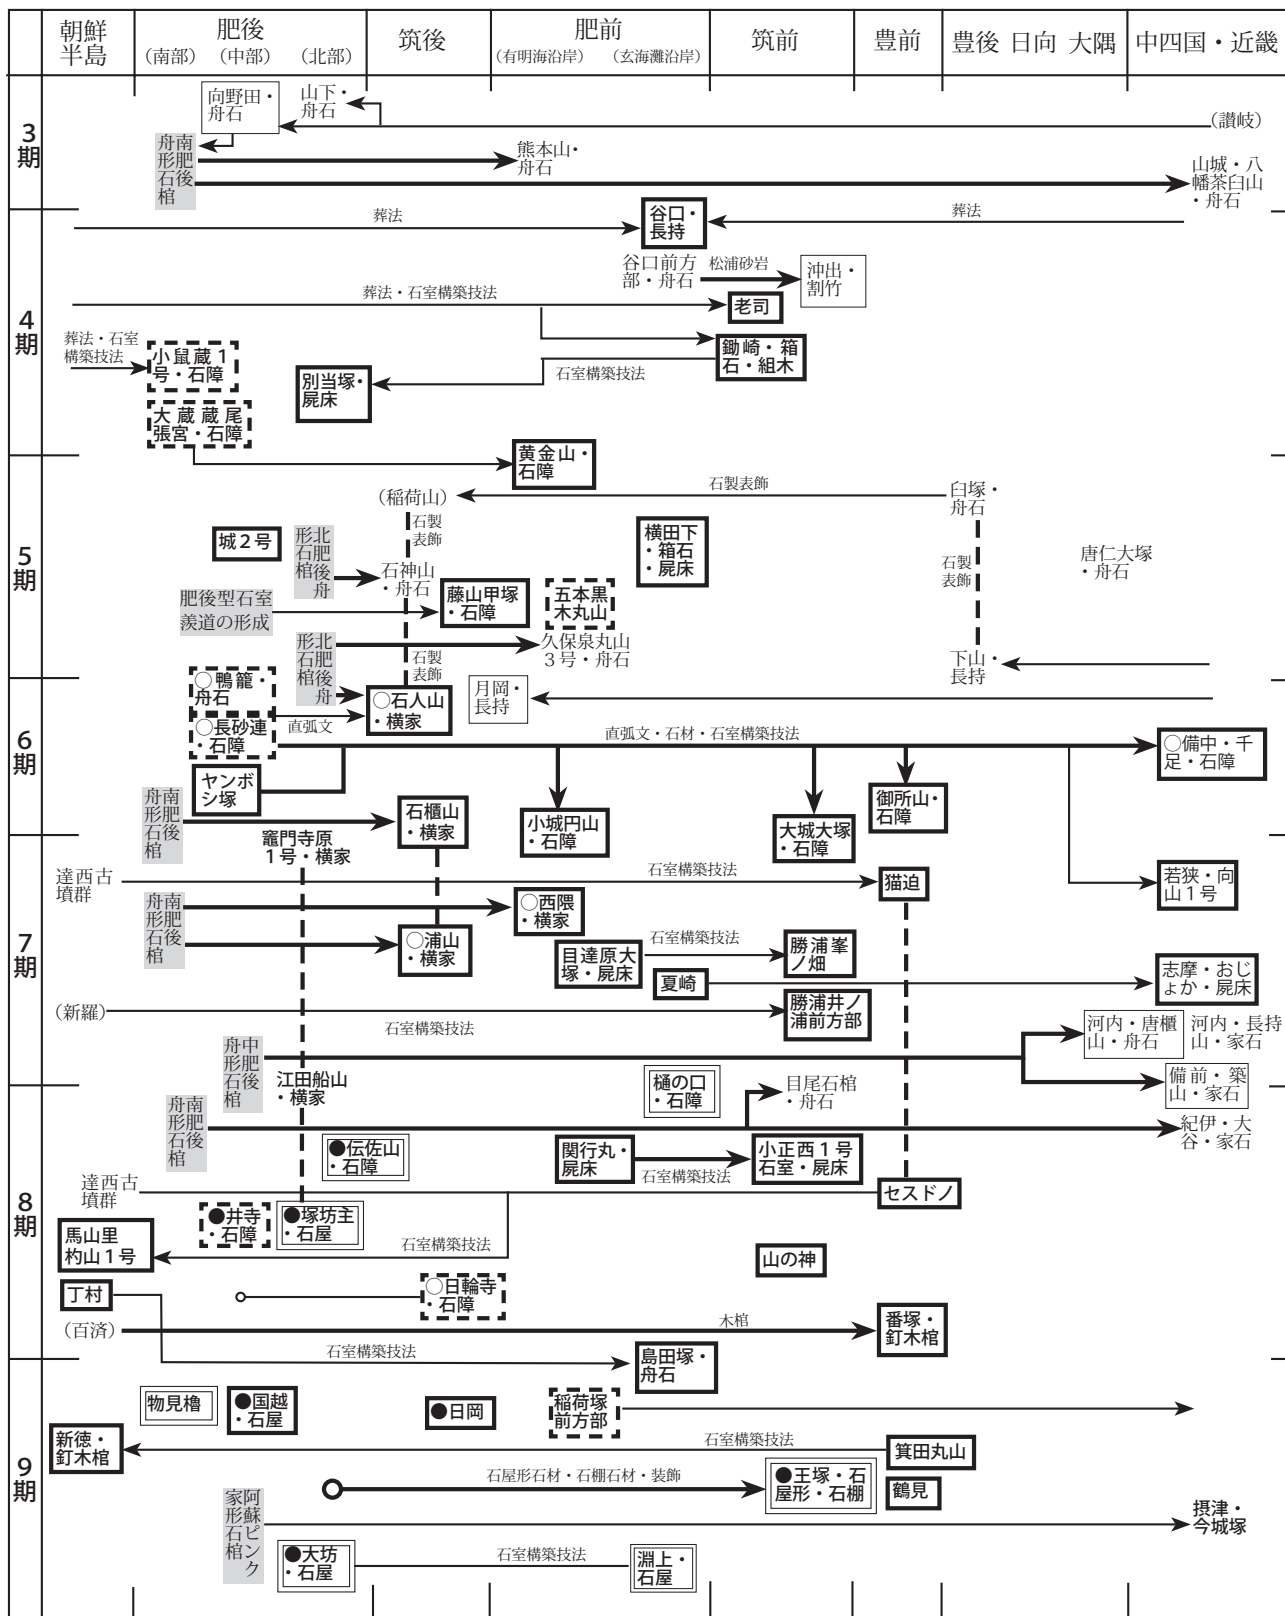 朝鮮
半島
肥後
（南部）（中部）（北部）
筑後
肥前
（有明海沿岸）（玄海灘沿岸）
筑前
豊前
豊後 日向 大隅
中四国・近畿
3
期
向野田・
舟石
山下・
舟石
（讃岐）
南肥後
舟形石棺
熊本山・
舟石
山城・八
幡茶臼山
・舟石
4
期
葬法
谷口・
長持
葬法
谷口前方
部・舟石
松浦砂岩
沖出・
割竹
葬法・石室構築技法
老司
葬法・石室
構築技法
小鼠蔵１
号・石障
鋤崎・箱
石・組木
別当塚・
屍床
石室構築技法
大蔵蔵尾
張宮・石障
黄金山・
石障
5
期
（稲荷山）
石製表飾
臼塚・
舟石
城２号
北肥後舟
形石棺
石製
表飾
石神山
・舟石
横田下
・箱石
・屍床
石製
表飾
唐仁大塚
・舟石
肥後型石室
羨道の形成
藤山甲塚
・石障
五本黒
木丸山
北肥後舟
形石棺
石製
表飾
久保泉丸山
３号・舟石
下山・
長持
6
期
○鴨籠・
舟石
○長砂連
・石障
直弧文
○石人山
・横家
月岡・
長持
直弧文・石材・石室構築技法
○備中・千
足・石障
ヤンボ
シ塚
南肥後
舟形石棺
石櫃山
・横家
小城円山
・石障
大城大塚
・石障
御所山・
石障
竈門寺原
１号・横家
7
期
達西古
墳群
石室構築技法
猫迫
若狭・向
山１号
南肥後
舟形石棺
○西隈
・横家
○浦山
・横家
目達原大
塚・屍床
石室構築技法
勝浦峯
ノ畑
夏崎
志摩・おじ
ょか・屍床
（新羅）
石室構築技法
勝浦井ノ
浦前方部
中肥後
舟形石棺
河内・唐櫃
山・舟石
河内・長持
山・家石
江田船山
・横家
備前・築
山・家石
8
期
樋の口
・石障
目尾石棺
・舟石
南肥後
舟形石棺
紀伊・大
谷・家石
●伝佐山
・石障
関行丸・
屍床
石室構築技法
小正西１号
石室・屍床
達西古
墳群
セスドノ
●井寺
・石障
●塚坊主
・石屋
馬山里
杓山１号
石室構築技法
山の神
丁村
○日輪寺
・石障
（百済）
木棺
番塚・
釘木棺
石室構築技法
島田塚・
舟石
9
期
物見櫓
●国越
・石屋
●日岡
稲荷塚
前方部
新徳・
釘木棺
石室構築技法
箕田丸山
石屋形石材・石棚石材・装飾
●王塚・石
屋形・石棚
鶴見
阿蘇ピンク
家形石棺
摂津・
今城塚
●大坊
・石屋
石室構築技法
淵上・
石屋